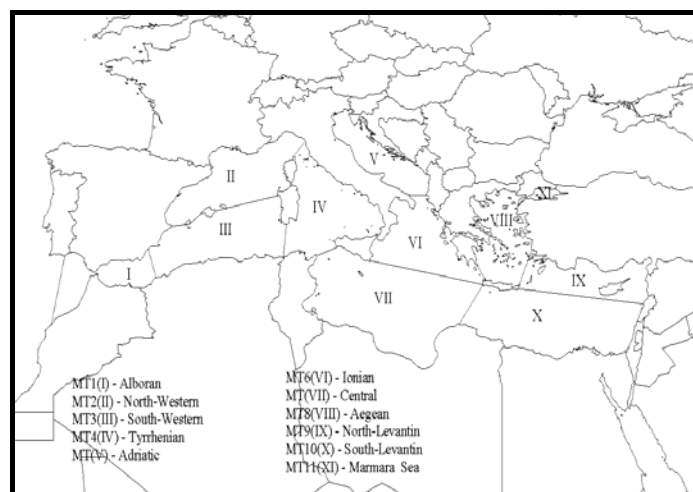 V
II
XI
III
IV
VIII
VI
IX
I
VII
X
MT1(I) - Alboran
MT2(II) - North-Western
MT3(III) - South-Western
MT4(IV) - Tyrrhenian
MT(V) - Adriatic
MT6(VI) - Ionian
MT(VII) - Central
MT8(VIII) - Aegean
MT9(IX) - North-Levantin
MT10(X) - South-Levantin
MT11(XI) - Marmara Sea